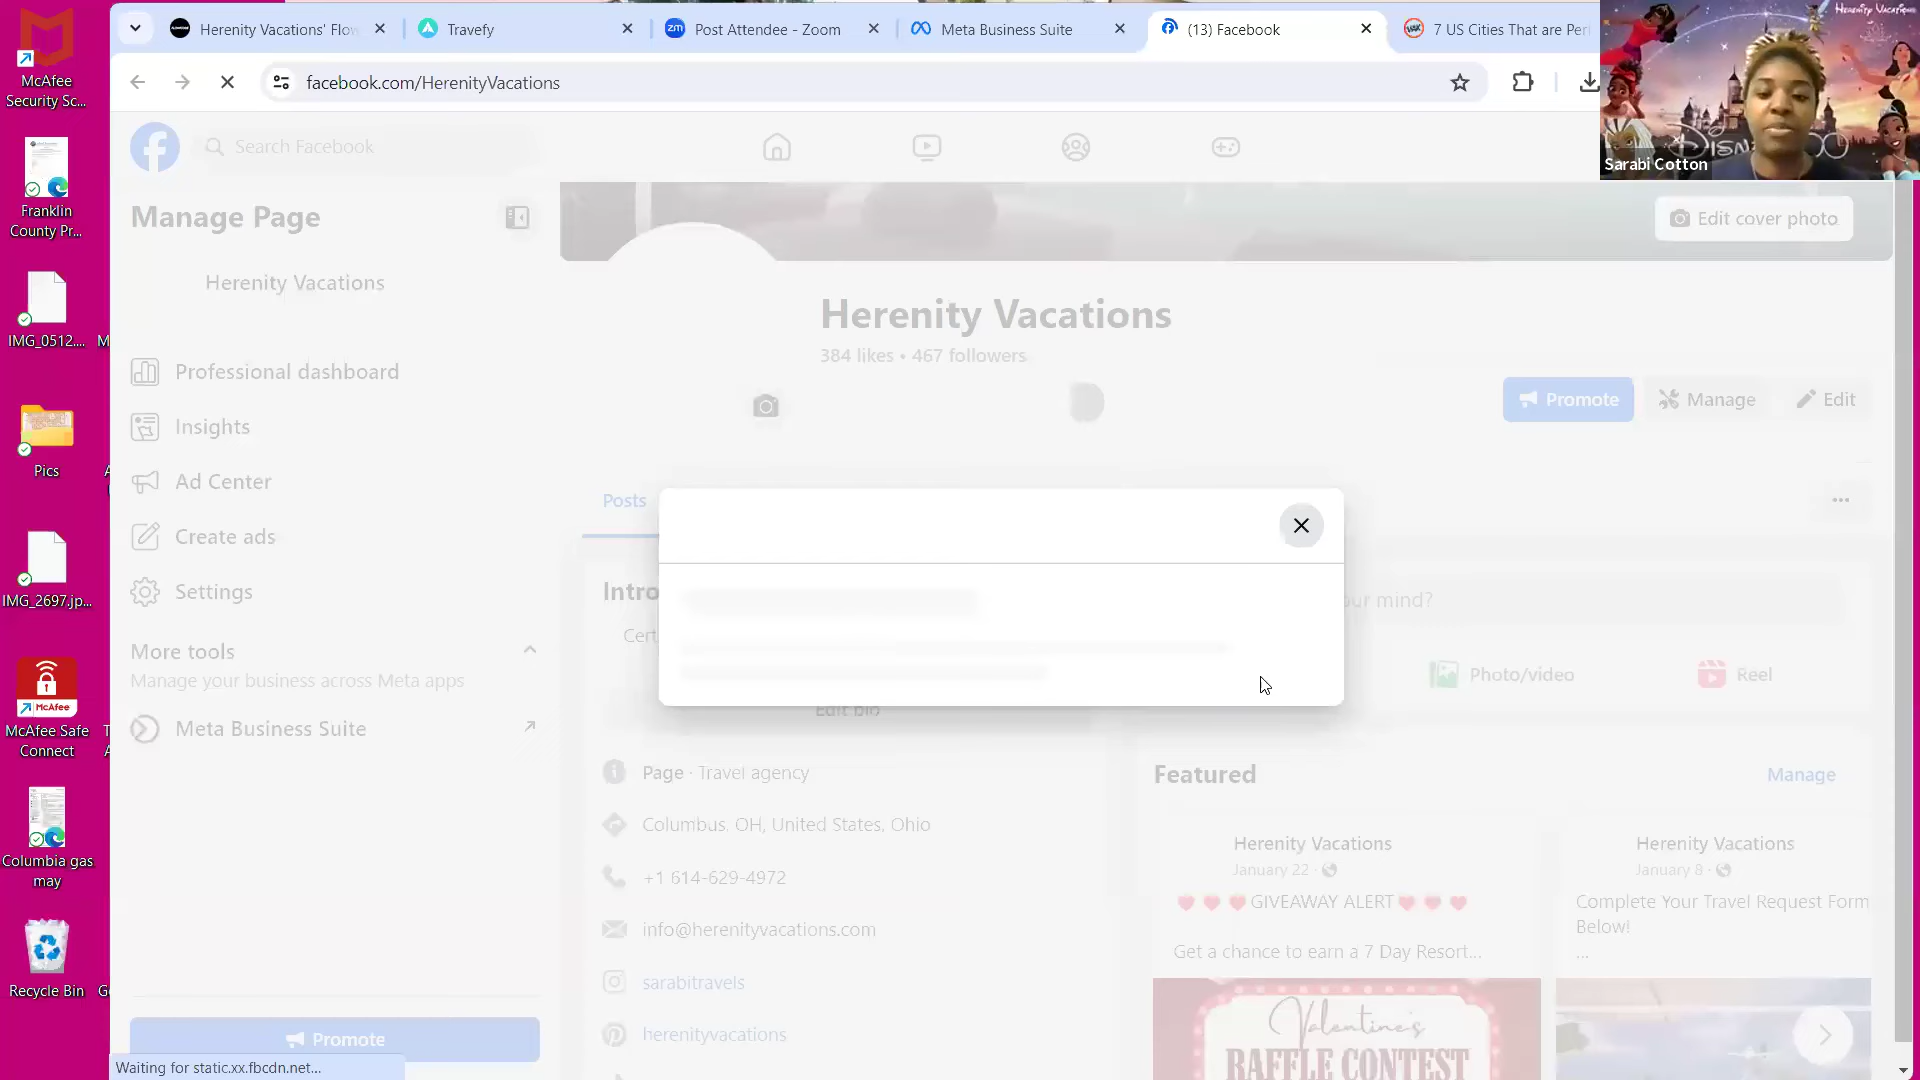 Herenity Vacations' Flow
Travefy
Post Attendee - Zoom
Meta Business Suite
(13) Facebook
7 US Cities That are Per
facebook.com/HerenityVacations
Herenity Vacations
Sarabi Cotton
McAfee
Security Sc...
Franklin
County Pr...
IMG_0512....
Pics
IMG_2697.jp...
McAfee
McAfee Safe
Connect
Columbia gas
may
Recycle Bin
Search Facebook
Manage Page
Herenity Vacations
Professional dashboard
Insights
Ad Center
Create ads
Settings
More tools
Manage your business across Meta apps
Meta Business Suite
Promote
Waiting for static.xx.fbcdn.net...
Edit cover photo
Herenity Vacations
384 likes • 467 followers
Promote
Manage
Edit
Posts
Intro
Cert
Edit bio
Page · Travel agency
Columbus, OH, United States, Ohio
+1 614-629-4972
info@herenityvacations.com
sarabitravels
herenityvacations
our mind?
Photo/video
Reel
Featured
Manage
Herenity Vacations
January 22 ·
GIVEAWAY ALERT
Get a chance to earn a 7 Day Resort...
Valentine's
RAFFLE CONTEST
Herenity Vacations
January 8 ·
Complete Your Travel Request Form
Below!
...